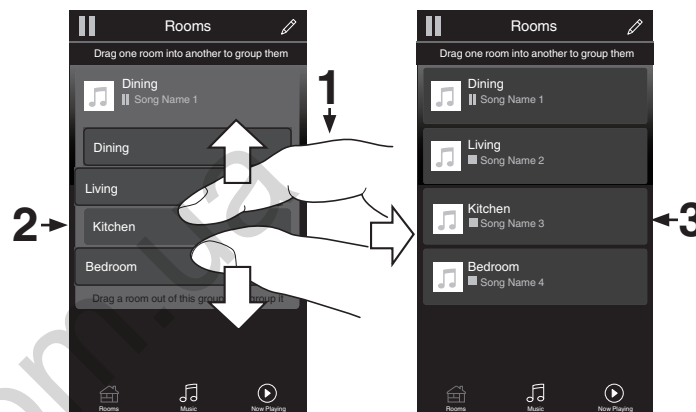 Rooms
Drag one room into another to group them
Dining
Song Name 1
Dining
Living
Kitchen
Bedroom
Drag a room out of this group
group it
Rooms
Music
Now Playing
1
2
Rooms
Drag one room into another to group them
Dining
Song Name 1
Living
Song Name 2
Kitchen
Song Name 3
Bedroom
Song Name 4
Rooms
Music
Now Playing
3